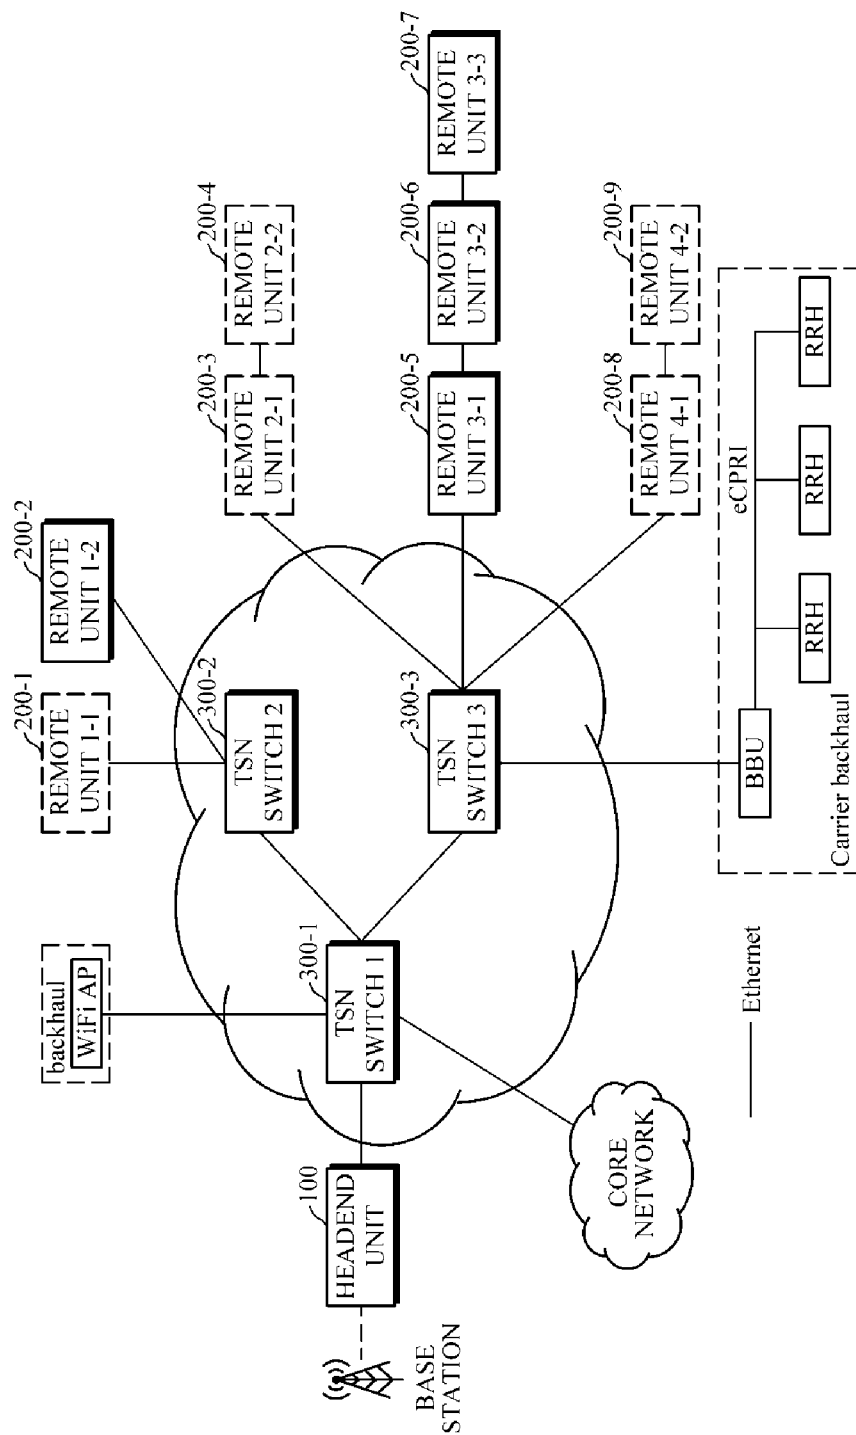 BASE
STATION
100
HEADEND
UNIT
CORE
NETWORK
backhaul
WiFi AP
300-1
TSN
SWITCH 1
300-2
TSN
SWITCH 2
300-3
TSN
SWITCH 3
200-1
REMOTE
UNIT 1-1
200-2
REMOTE
UNIT 1-2
200-3
REMOTE
UNIT 2-1
200-4
REMOTE
UNIT 2-2
200-5
REMOTE
UNIT 3-1
200-6
REMOTE
UNIT 3-2
200-7
REMOTE
UNIT 3-3
200-8
REMOTE
UNIT 4-1
200-9
REMOTE
UNIT 4-2
BBU
eCPRI
RRH
RRH
RRH
Carrier backhaul
Ethernet